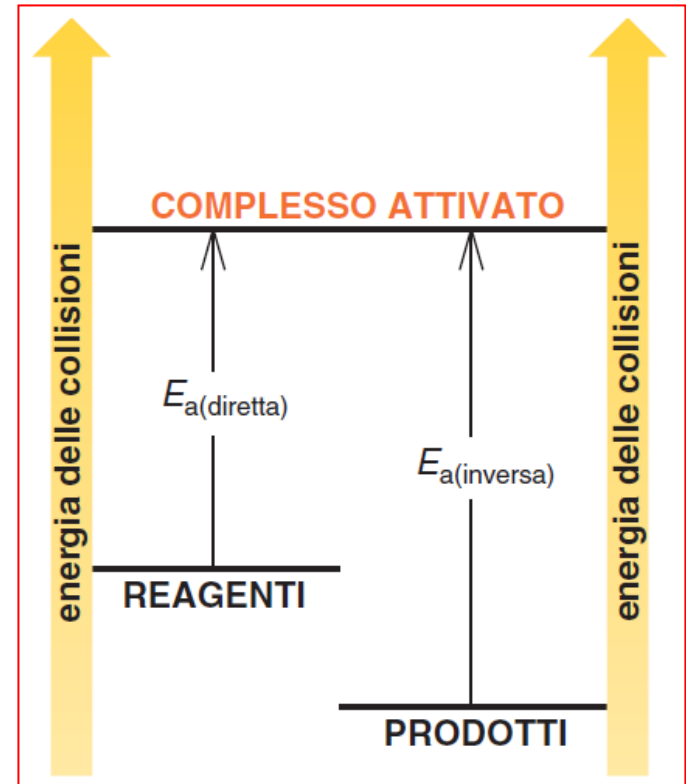 COMPLESSO ATTIVATO
energia delle collisioni
energia delle collisioni
Ea(diretta)
Ea(inversa)
REAGENTI
PRODOTTI